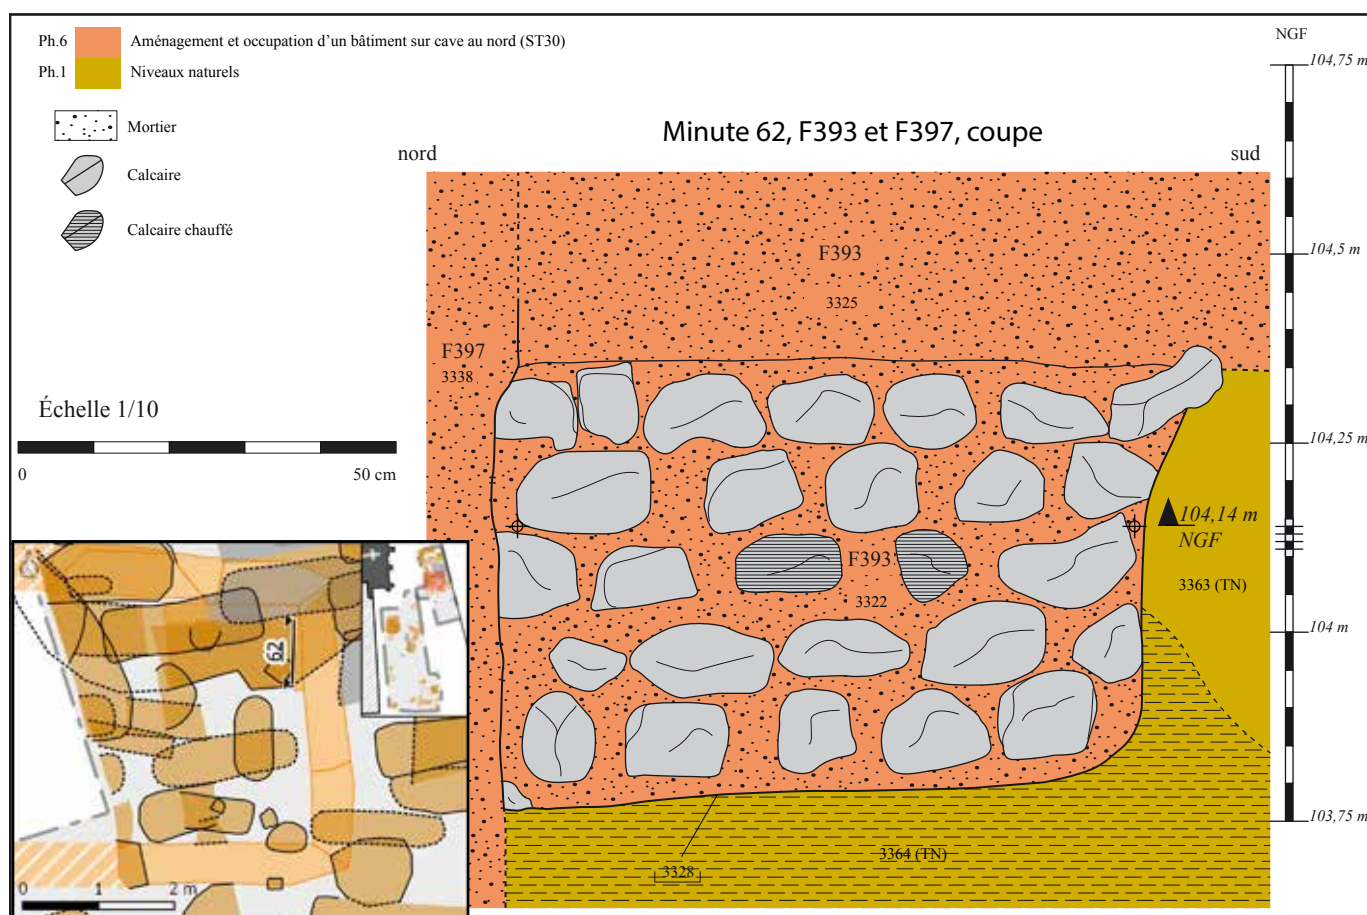 Ph.6 Aménagement et occupation d’un bâtiment sur cave au nord (ST30)
Ph.1 Niveaux naturels
Mortier
Calcaire
Calcaire chauffé
Minute 62, F393 et F397, coupe
nord
sud
NGF
104,75 m
104,5 m
104,25 m
104 m
103,75 m
F393
3325
F397
3338
Échelle 1/10
0 50 cm
104,14 m
NGF
F393
3322
3363 (TN)
3364 (TN)
3328
62
0 1 2 m